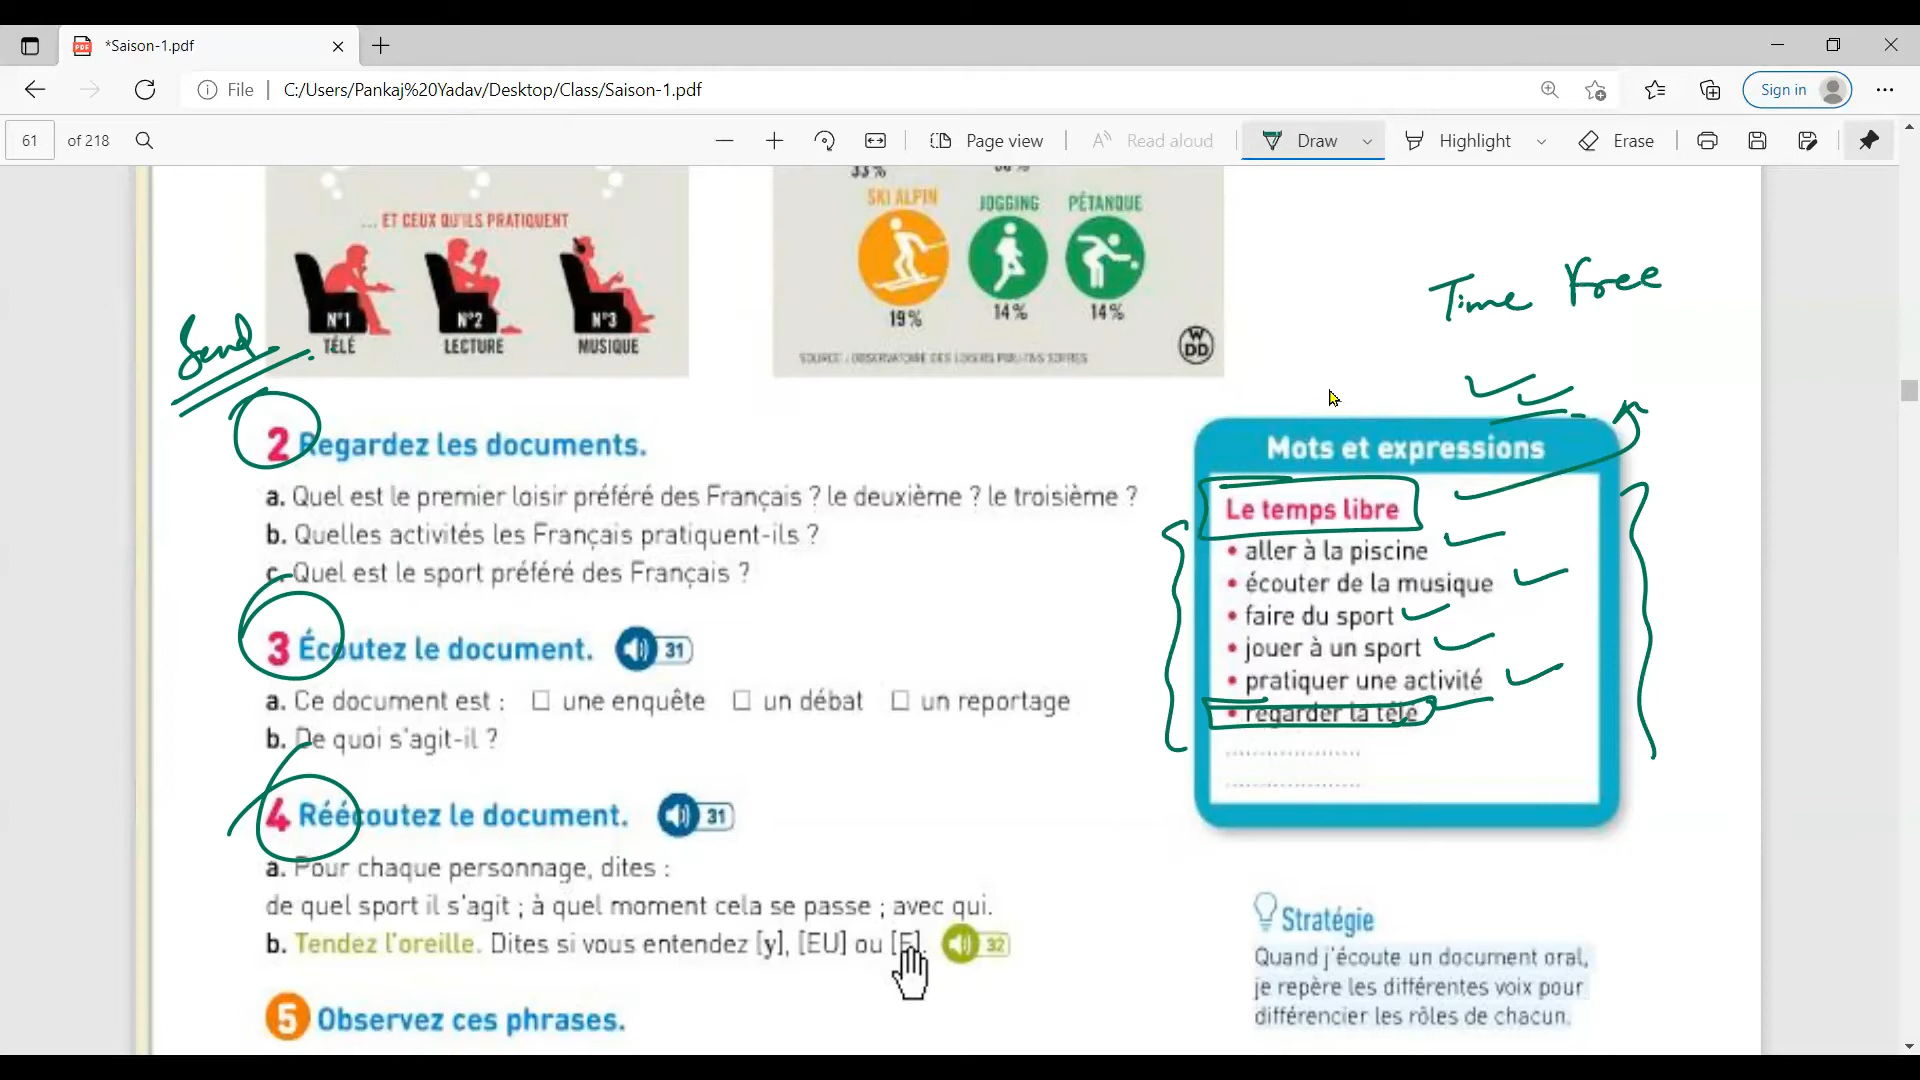 *Saison-1.pdf
File | C:/Users/Pankaj%20Yadav/Desktop/Class/Saison-1.pdf
Sign in
61 of 218
Page view
Read aloud
Draw
Highlight
Erase
33%
... ET CEUX QU'ILS PRATIQUENT
N°1 N°2 N°3
TÉLÉ LECTURE MUSIQUE
SKI ALPIN JOGGING PÉTANQUE
19% 14% 14%
W
DD
Time Free
Send
2 Regardez les documents.
a. Quel est le premier loisir préféré des Français ? le deuxième ? le troisième ?
b. Quelles activités les Français pratiquent-ils ?
c. Quel est le sport préféré des Français ?
3 Écoutez le document. 31
a. Ce document est : □ une enquête □ un débat □ un reportage
b. De quoi s'agit-il ?
4 Réécoutez le document. 31
a. Pour chaque personnage, dites :
de quel sport il s'agit ; à quel moment cela se passe ; avec qui.
b. Tendez l'oreille. Dites si vous entendez [y], [EU] ou [E]. 32
5 Observez ces phrases.
Mots et expressions
Le temps libre
• aller à la piscine
• écouter de la musique
• faire du sport
• jouer à un sport
• pratiquer une activité
• regarder la télé
Stratégie
Quand j'écoute un document oral,
je repère les différentes voix pour
différencier les rôles de chacun.